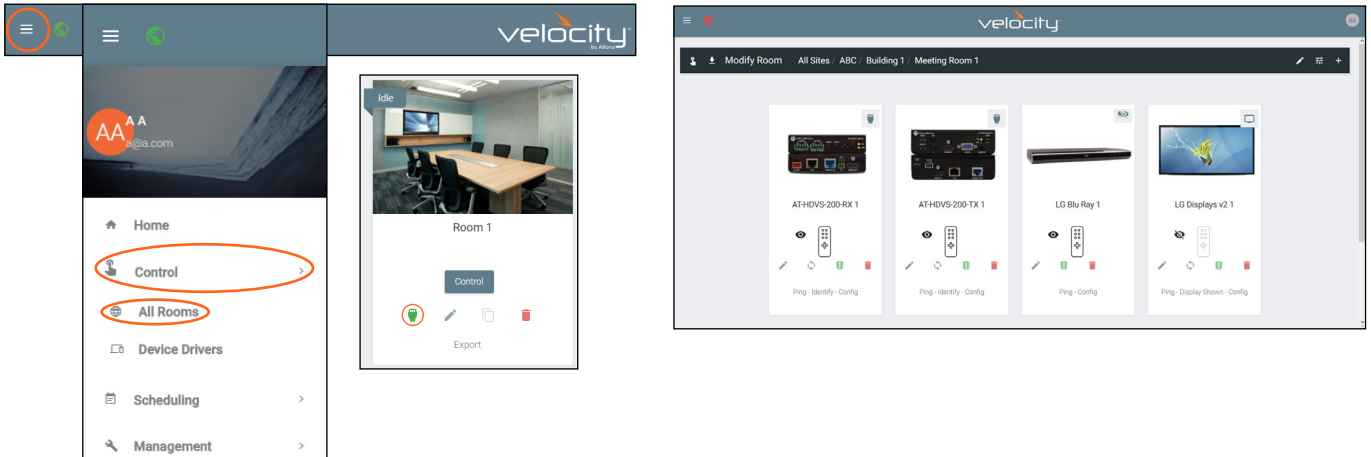 velocity
by Atlona
AA
A A
a@a.com
Home
Control
All Rooms
Device Drivers
Scheduling
Management
Idle
Room 1
Control
Export
velocity
aa
Modify Room All Sites / ABC / Building 1 / Meeting Room 1
AT-HDVS-200-RX 1
Ping - Identify - Config
AT-HDVS-200-TX 1
Ping - Identify - Config
LG Blu Ray 1
Ping - Config
LG Displays v2 1
Ping - Display Shown - Config